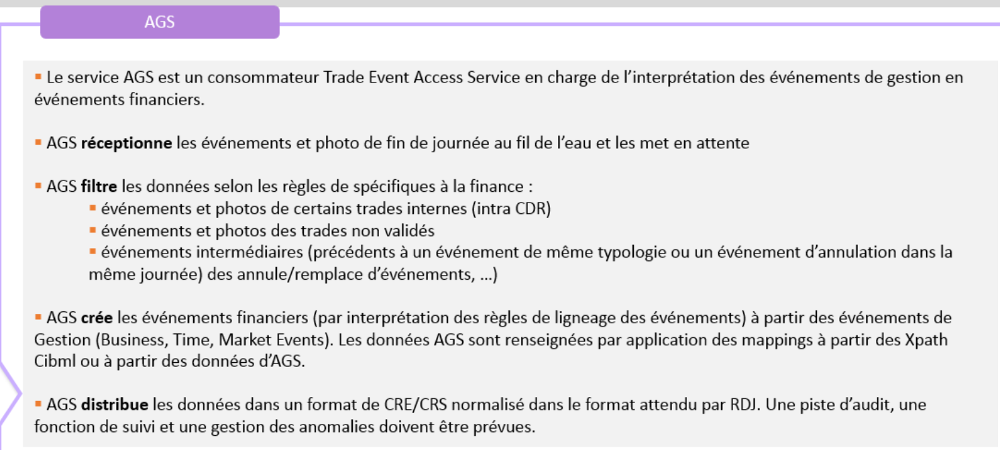 AGS
▪ Le service AGS est un consommateur Trade Event Access Service en charge de l’interprétation des événements de gestion en
événements financiers.
▪ AGS réceptionne les événements et photo de fin de journée au fil de l’eau et les met en attente
▪ AGS filtre les données selon les règles de spécifiques à la finance :
▪ événements et photos de certains trades internes (intra CDR)
▪ événements et photos des trades non validés
▪ événements intermédiaires (précédents à un événement de même typologie ou un événement d’annulation dans la
même journée) des annule/remplace d’événements, …)
▪ AGS crée les événements financiers (par interprétation des règles de ligneage des événements) à partir des événements de
Gestion (Business, Time, Market Events). Les données AGS sont renseignées par application des mappings à partir des Xpath
Cibml ou à partir des données d’AGS.
▪ AGS distribue les données dans un format de CRE/CRS normalisé dans le format attendu par RDJ. Une piste d’audit, une
fonction de suivi et une gestion des anomalies doivent être prévues.